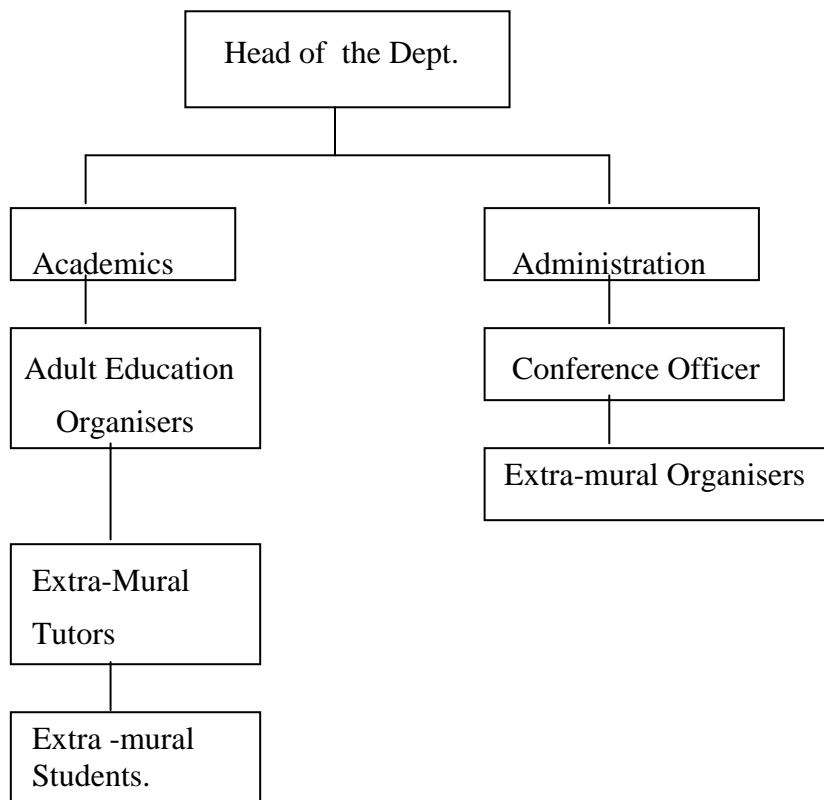 Head of the Dept.
Academics
Administration
Adult Education
Organisers
Conference Officer
Extra-mural Organisers
Extra-Mural
Tutors
Extra -mural
Students.